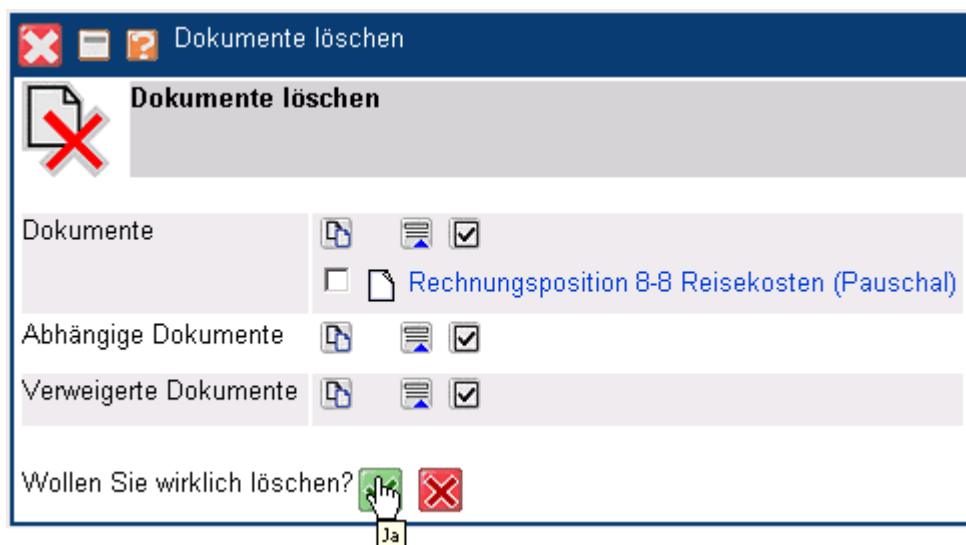 Dokumente löschen
Dokumente löschen
Dokumente
Rechnungsposition 8-8 Reisekosten (Pauschal)
Abhängige Dokumente
Verweigerte Dokumente
Wollen Sie wirklich löschen?
Ja